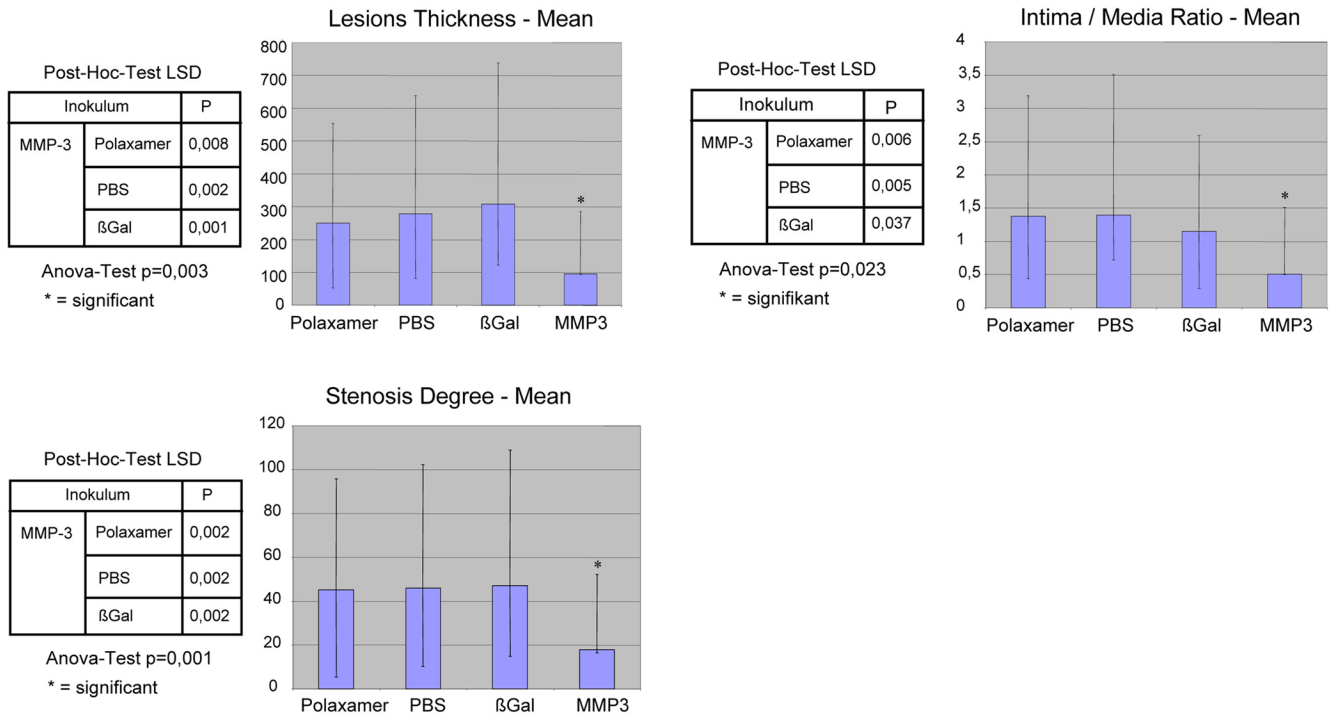 Lesions Thickness - Mean
Post-Hoc-Test LSD
Inokulum P
MMP-3 Polaxamer 0,008
PBS 0,002
ßGal 0,001
Anova-Test p=0,003
* = significant
800
700
600
500
400
300
200
100
0
*
Polaxamer PBS ßGal MMP3
Intima / Media Ratio - Mean
Post-Hoc-Test LSD
Inokulum P
MMP-3 Polaxamer 0,006
PBS 0,005
ßGal 0,037
Anova-Test p=0,023
* = signifikant
4
3,5
3
2,5
2
1,5
1
0,5
0
*
Polaxamer PBS ßGal MMP3
Stenosis Degree - Mean
Post-Hoc-Test LSD
Inokulum P
MMP-3 Polaxamer 0,002
PBS 0,002
ßGal 0,002
Anova-Test p=0,001
* = significant
120
100
80
60
40
20
0
*
Polaxamer PBS ßGal MMP3